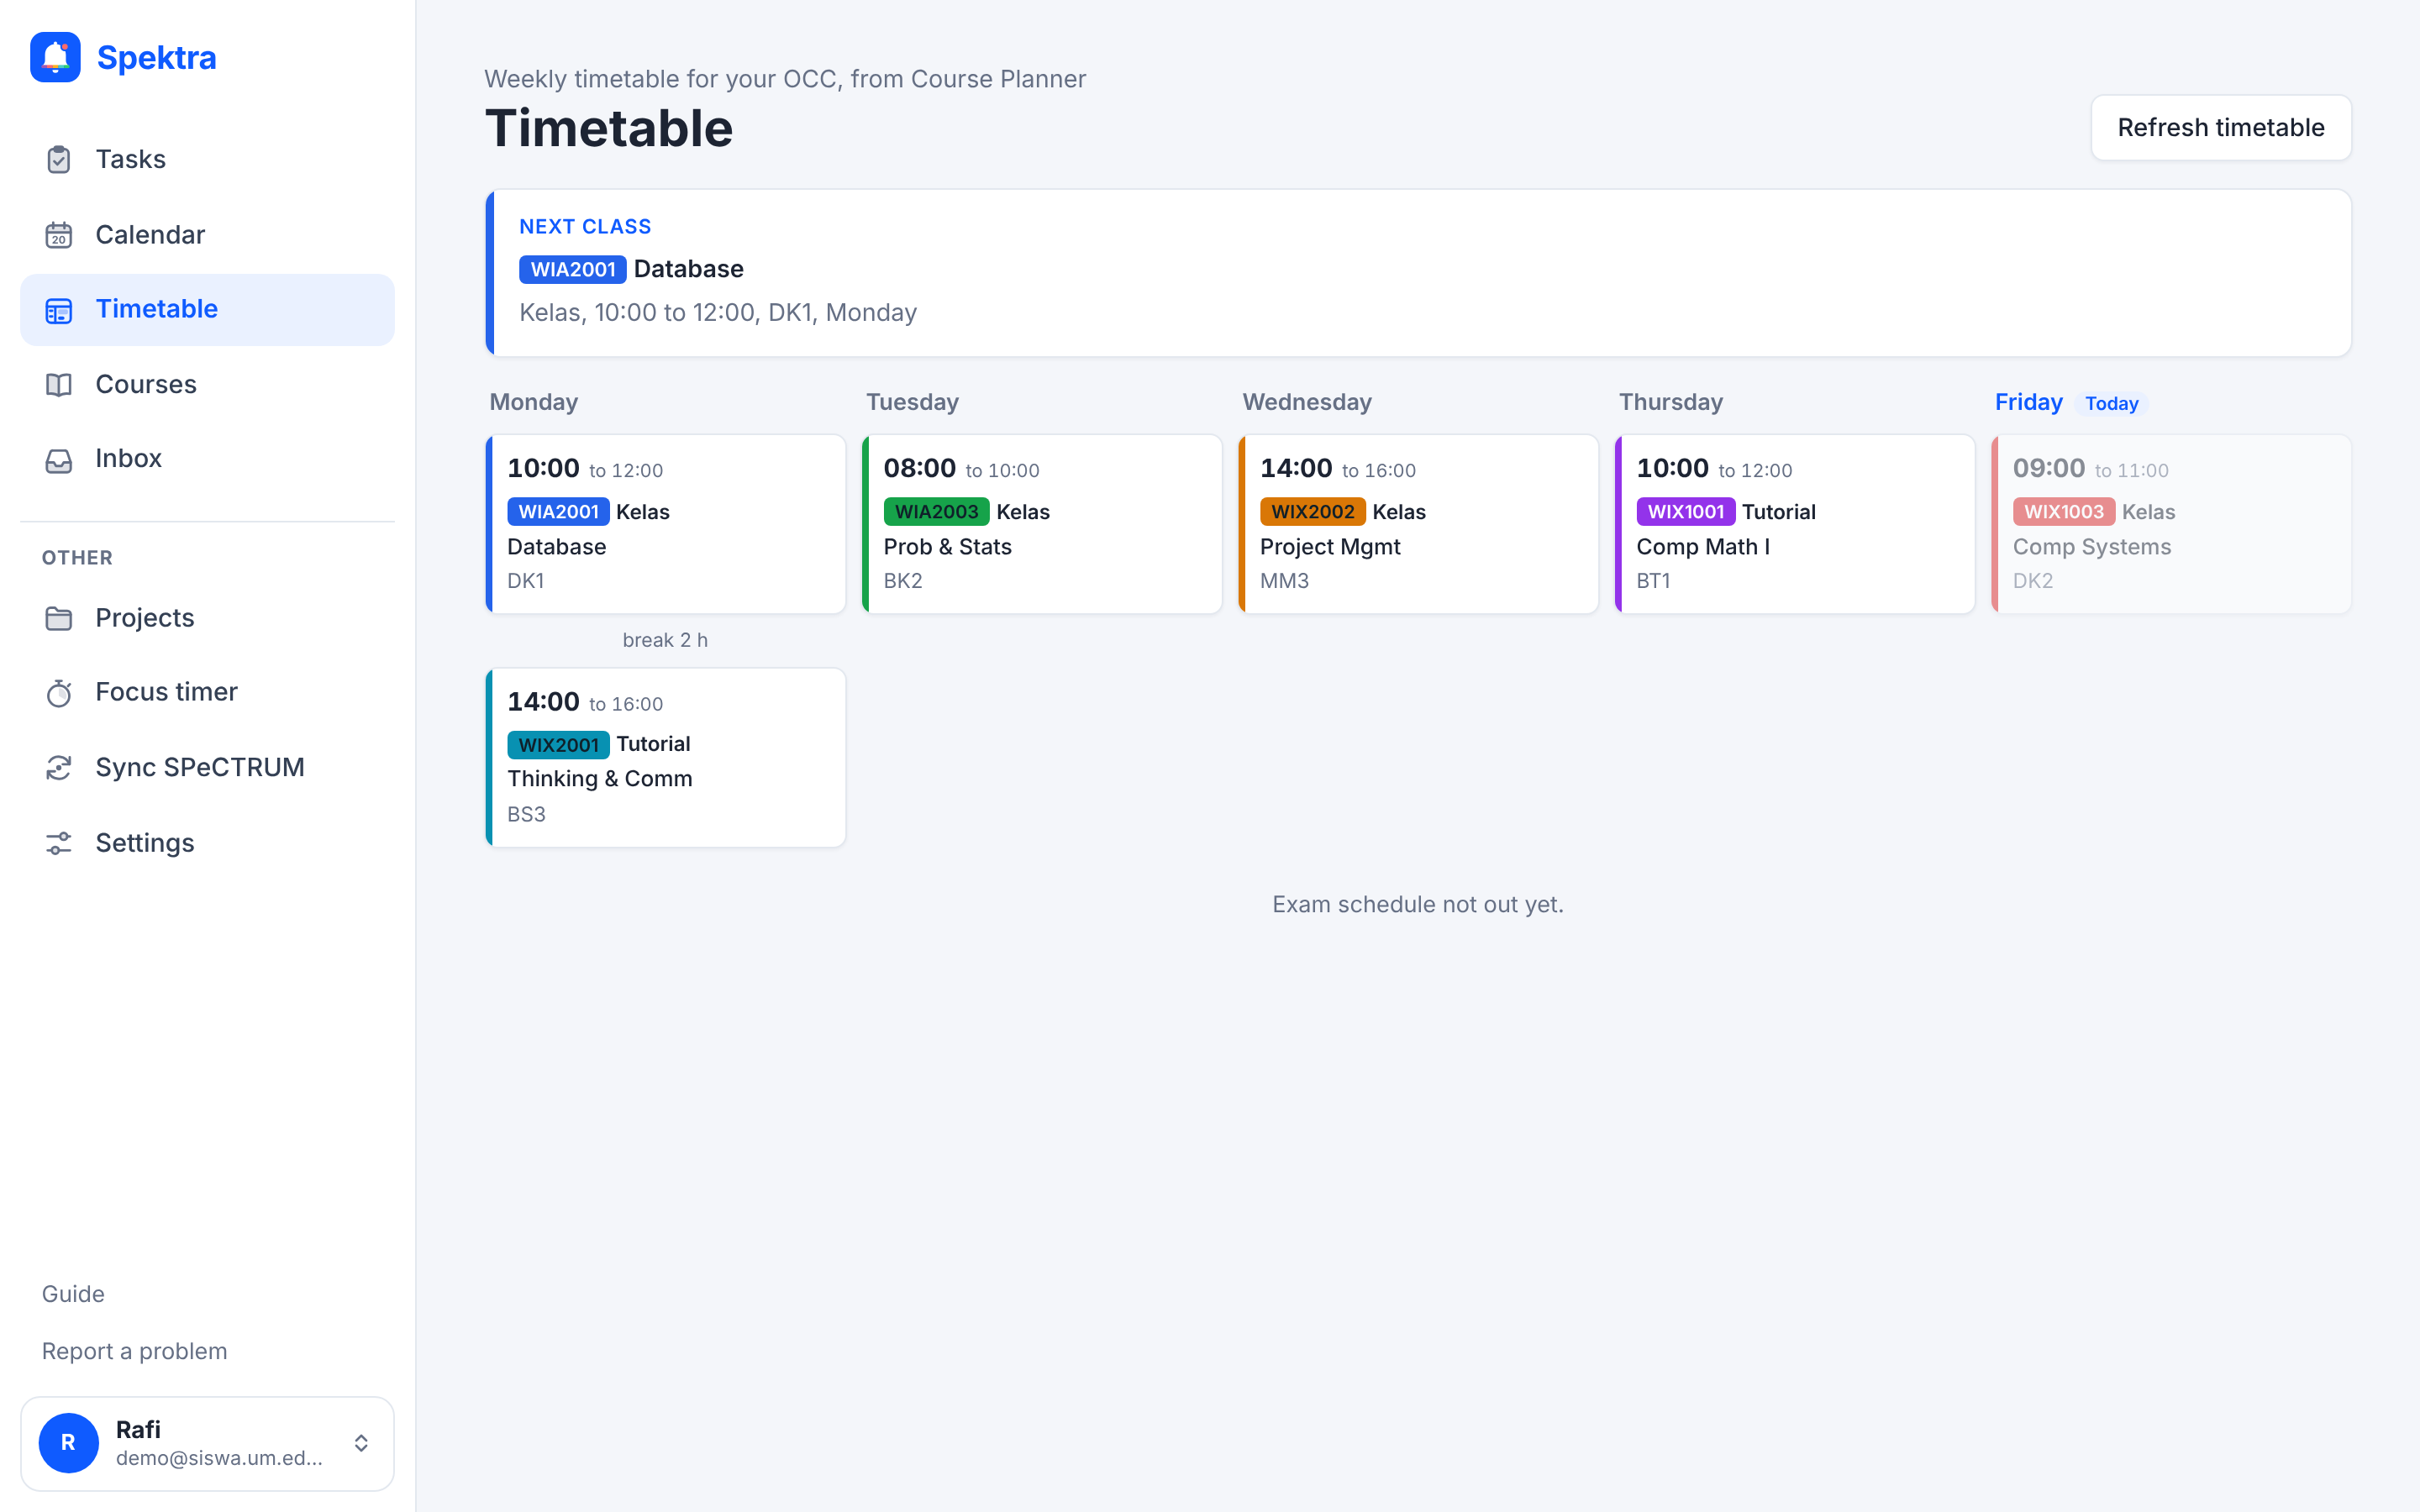 Spektra
Tasks
20
Calendar
Timetable
Courses
Inbox
OTHER
Projects
Focus timer
Sync SPeCTRUM
Settings
Guide
Report a problem
R
Rafi
demo@siswa.um.ed...
Weekly timetable for your OCC, from Course Planner
Timetable
Refresh timetable
NEXT CLASS
WIA2001 Database
Kelas, 10:00 to 12:00, DK1, Monday
Monday
10:00 to 12:00
WIA2001 Kelas
Database
DK1
break 2 h
14:00 to 16:00
WIX2001 Tutorial
Thinking & Comm
BS3
Tuesday
08:00 to 10:00
WIA2003 Kelas
Prob & Stats
BK2
Wednesday
14:00 to 16:00
WIX2002 Kelas
Project Mgmt
MM3
Thursday
10:00 to 12:00
WIX1001 Tutorial
Comp Math I
BT1
Friday Today
09:00 to 11:00
WIX1003 Kelas
Comp Systems
DK2
Exam schedule not out yet.